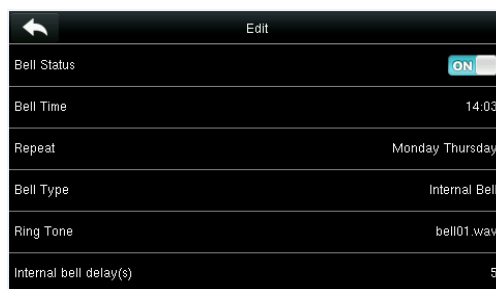 Edit
Bell Status ON
Bell Time 14:03
Repeat Monday Thursday
Bell Type Internal Bell
Ring Tone bell01.wav
Internal bell delay(s) 5